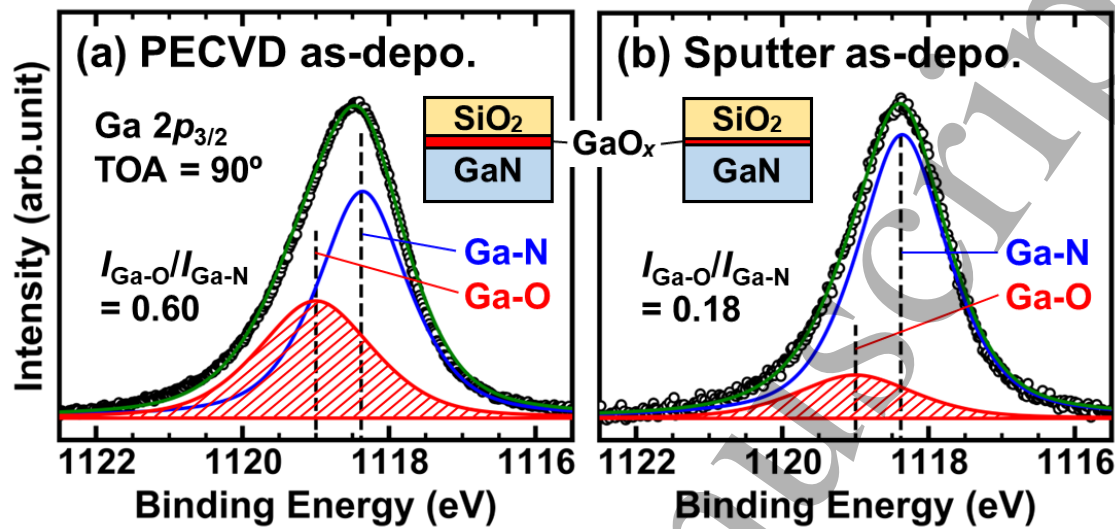 (a) PECVD as-depo.
Ga 2p3/2
TOA = 90º
SiO2
GaN
GaOx
IGa-O/IGa-N
= 0.60
Ga-N
Ga-O
Intensity (arb.unit)
1122 1120 1118 1116
Binding Energy (eV)
(b) Sputter as-depo.
SiO2
GaN
IGa-O/IGa-N
= 0.18
Ga-N
Ga-O
1122 1120 1118 1116
Binding Energy (eV)